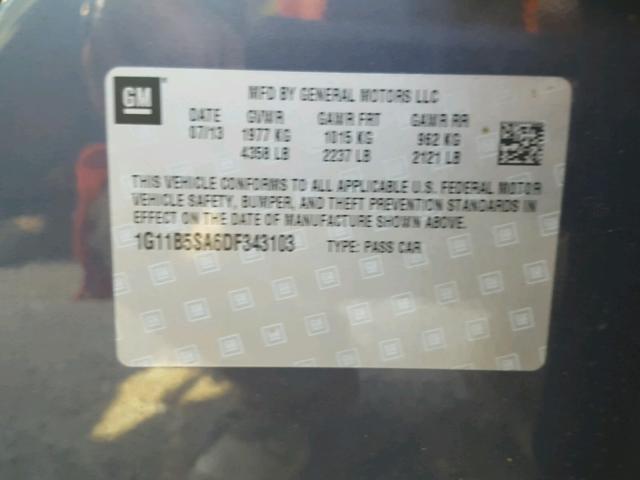 GM
MFD BY GENERAL MOTORS LLC
DATE GVWR GAWR FRT GAWR RR
07/13 1977 KG 1015 KG 962 KG
4358 LB 2237 LB 2121 LB
THIS VEHICLE CONFORMS TO ALL APPLICABLE U.S. FEDERAL MOTOR
VEHICLE SAFETY, BUMPER, AND THEFT PREVENTION STANDARDS IN
EFFECT ON THE DATE OF MANUFACTURE SHOWN ABOVE.
1G11B5SA6DF343103 TYPE: PASS CAR